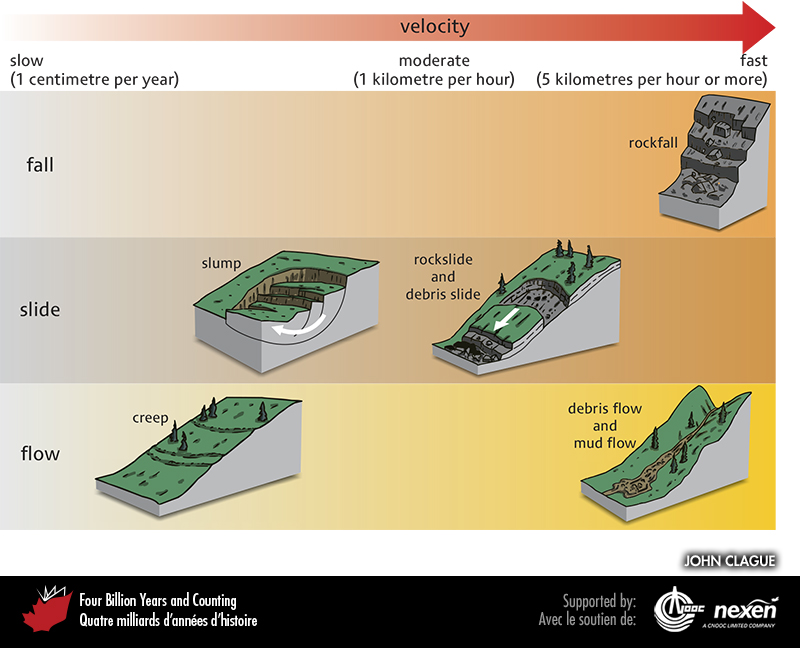 velocity
slow
(1 centimetre per year)
moderate
(1 kilometre per hour)
fast
(5 kilometres per hour or more)
fall
rockfall
slide
slump
rockslide
and
debris slide
flow
creep
debris flow
and
mud flow
JOHN CLAGUE
Four Billion Years and Counting
Quatre milliards d'années d'histoire
Supported by:
Avec le soutien de:
CNOOC
nexen
A CNOOC LIMITED COMPANY